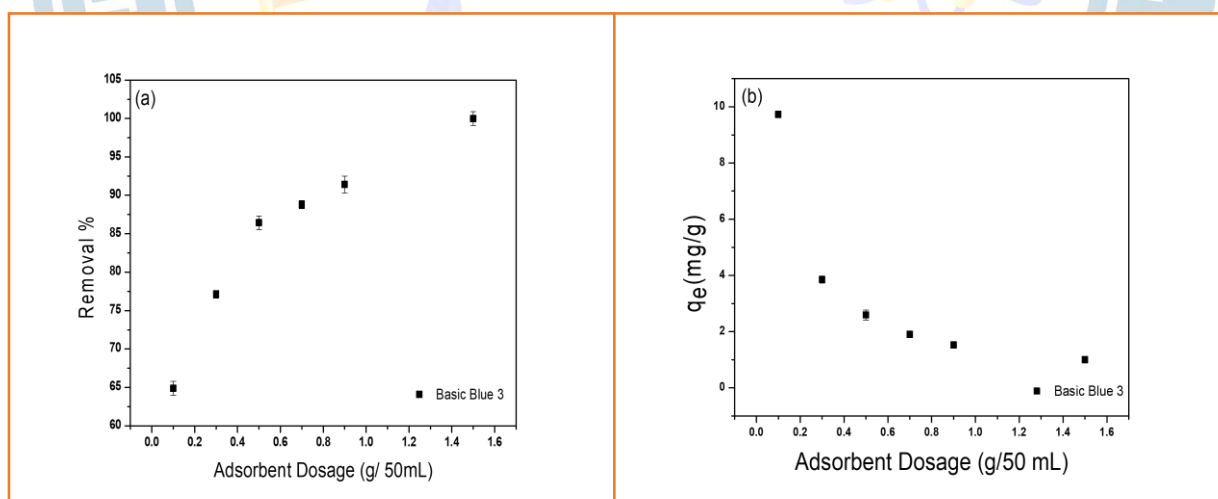 (a)
Removal %
105
100
95
90
85
80
75
70
65
60
0.0 0.2 0.4 0.6 0.8 1.0 1.2 1.4 1.6
Adsorbent Dosage (g/ 50mL)
Basic Blue 3
(b)
qe(mg/g)
10
8
6
4
2
0
0.0 0.2 0.4 0.6 0.8 1.0 1.2 1.4 1.6
Adsorbent Dosage (g/50 mL)
Basic Blue 3